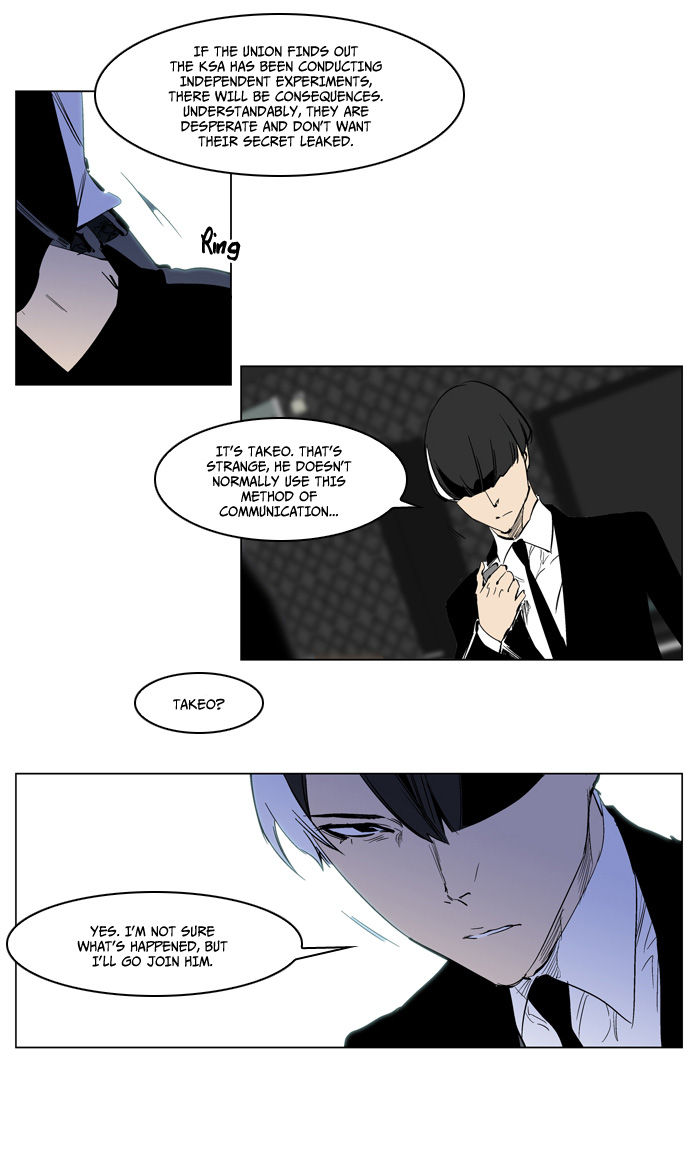 IF THE UNION FINDS OUT
THE KSA HAS BEEN CONDUCTING
INDEPENDENT EXPERIMENTS,
THERE WILL BE CONSEQUENCES.
UNDERSTANDABLY, THEY ARE
DESPERATE AND DON'T WANT
THEIR SECRET LEAKED.
Ring
IT'S TAKEO. THAT'S
STRANGE, HE DOESN'T
NORMALLY USE THIS
METHOD OF
COMMUNICATION...
TAKEO?
YES. I'M NOT SURE
WHAT'S HAPPENED, BUT
I'LL GO JOIN HIM.